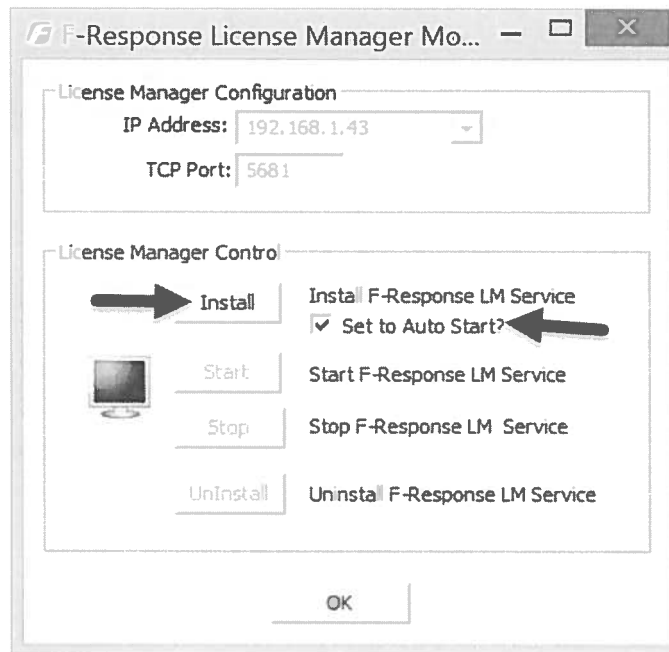 F-Response License Manager Mo...
License Manager Configuration
IP Address: 192.168.1.43
TCP Port: 5681
License Manager Control
Install Install F-Response LM Service
Set to Auto Start?
Start Start F-Response LM Service
Stop Stop F-Response LM Service
UnInstall Uninstall F-Response LM Service
OK